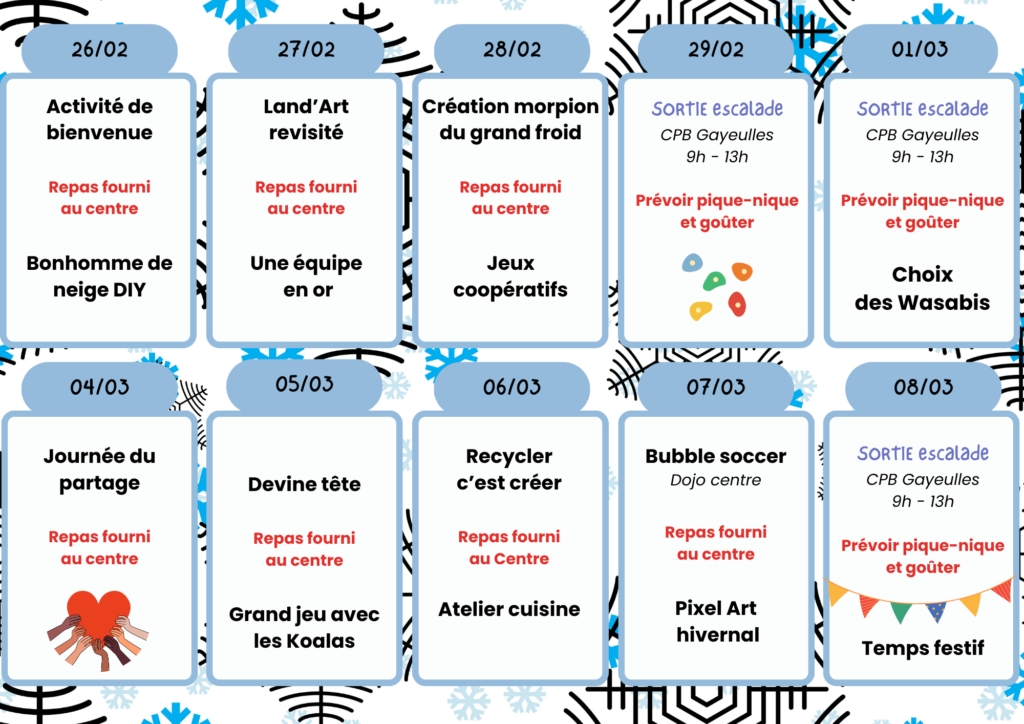 26/02
Activité de
bienvenue
Repas fourni
au centre
Bonhomme de
neige DIY
27/02
Land'Art
revisité
Repas fourni
au centre
Une équipe
en or
28/02
Création morpion
du grand froid
Repas fourni
au centre
Jeux
coopératifs
29/02
SORTIE escalade
CPB Gayeulles
9h - 13h
Prévoir pique-nique
et goûter
01/03
SORTIE escalade
CPB Gayeulles
9h - 13h
Prévoir pique-nique
et goûter
Choix
des Wasabis
04/03
Journée du
partage
Repas fourni
au centre
05/03
Devine tête
Repas fourni
au centre
Grand jeu avec
les Koalas
06/03
Recycler
c'est créer
Repas fourni
au Centre
Atelier cuisine
07/03
Bubble soccer
Dojo centre
Repas fourni
au centre
Pixel Art
hivernal
08/03
SORTIE escalade
CPB Gayeulles
9h - 13h
Prévoir pique-nique
et goûter
Temps festif